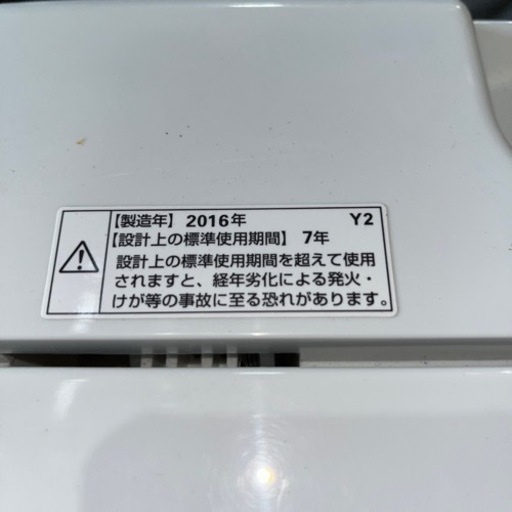 【製造年】 2016年 Y2
【設計上の標準使用期間】 7年
設計上の標準使用期間を超えて使用
されますと、経年劣化による発火・
けが等の事故に至る恐れがあります。